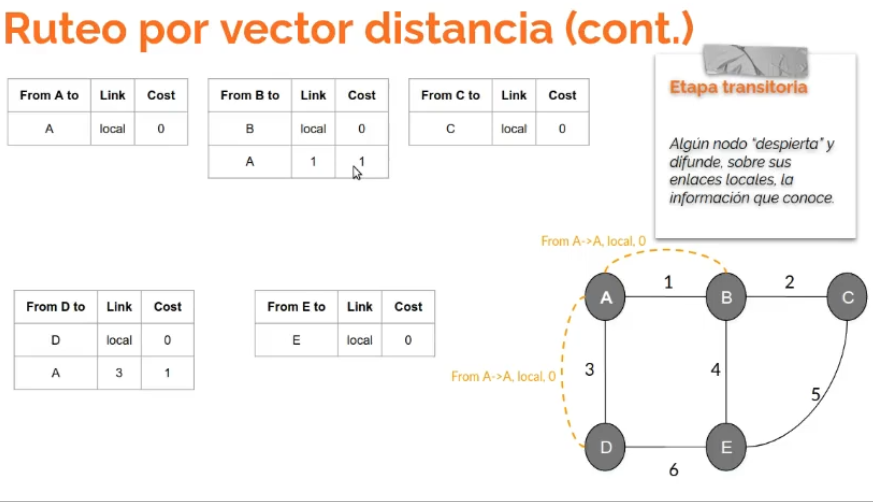 Ruteo por vector distancia (cont.)
From A to Link Cost
A local 0
From B to Link Cost
B local 0
A 1 1
From C to Link Cost
C local 0
Etapa transitoria
Algún nodo "despierta" y
difunde, sobre sus
enlaces locales, la
información que conoce.
From D to Link Cost
D local 0
A 3 1
From E to Link Cost
E local 0
From A->A, local, 0
A 1 B 2 C
From A->A, local, 0
3 4 5
D 6 E